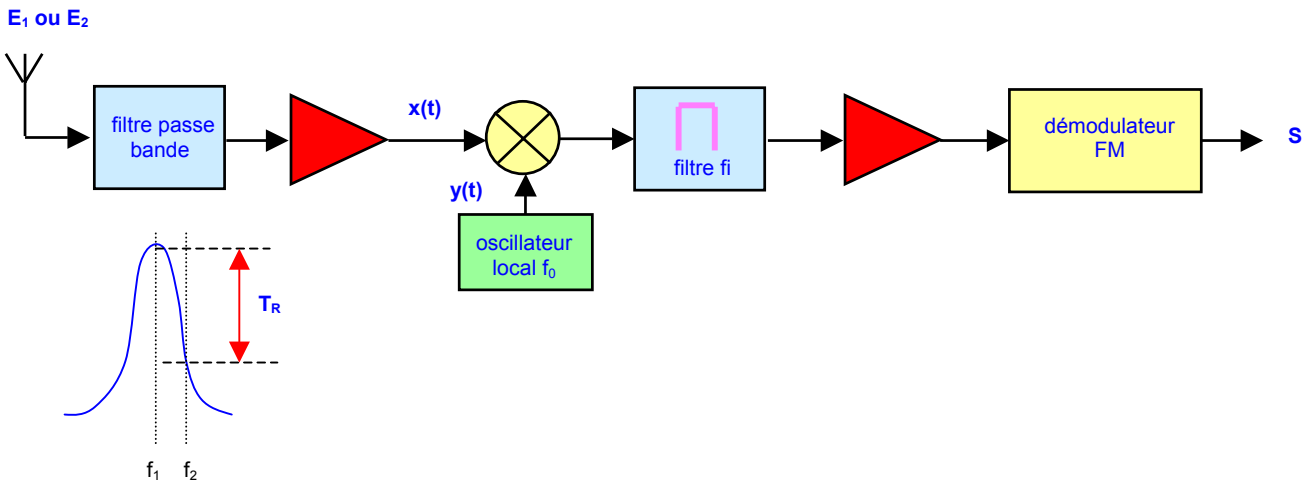 E₁ ou E₂
filtre passe
bande
x(t)
y(t)
oscillateur
local f₀
filtre fi
démodulateur
FM
S
T_R
f₁
f₂